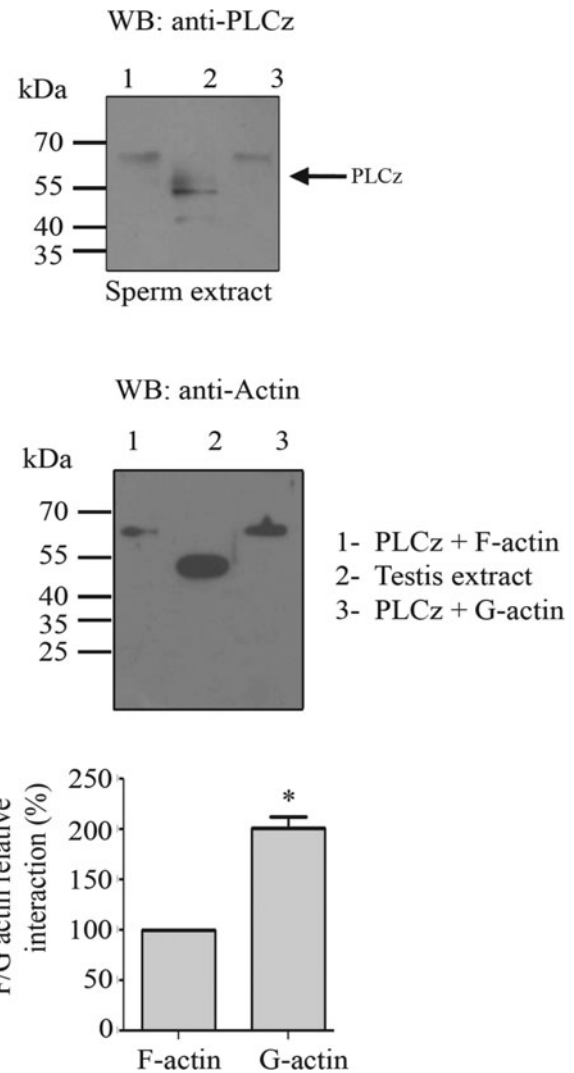 WB: anti-PLCz
1 2 3
kDa
70
55
40
35
PLCz
Sperm extract
WB: anti-Actin
1 2 3
kDa
70
55
40
35
25
1- PLCz + F-actin
2- Testis extract
3- PLCz + G-actin
F/G actin relative
interaction (%)
250
200
150
100
50
0
*
F-actin G-actin